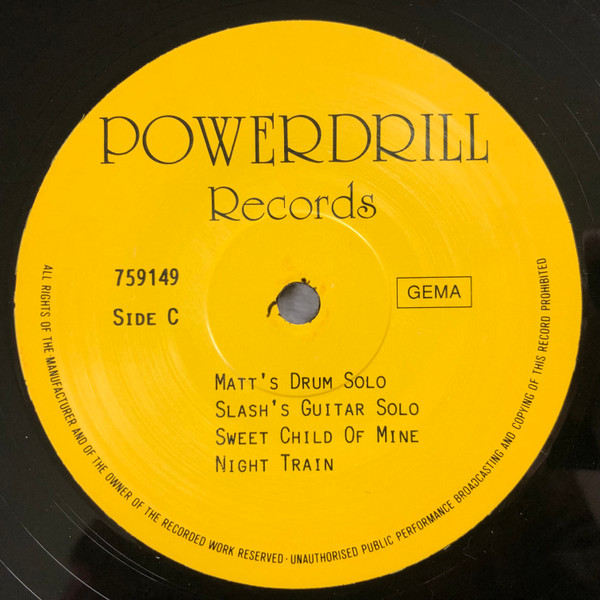 POWERDRILL
Records
759149
GEMA
SIDE C
MATT'S DRUM SOLO
SLASH'S GUITAR SOLO
SWEET CHILD OF MINE
NIGHT TRAIN
ALL RIGHTS OF THE MANUFACTURER AND OF THE OWNER OF THE RECORDED WORK RESERVED · UNAUTHORISED PUBLIC PERFORMANCE BROADCASTING AND COPYING OF THIS RECORD PROHIBITED